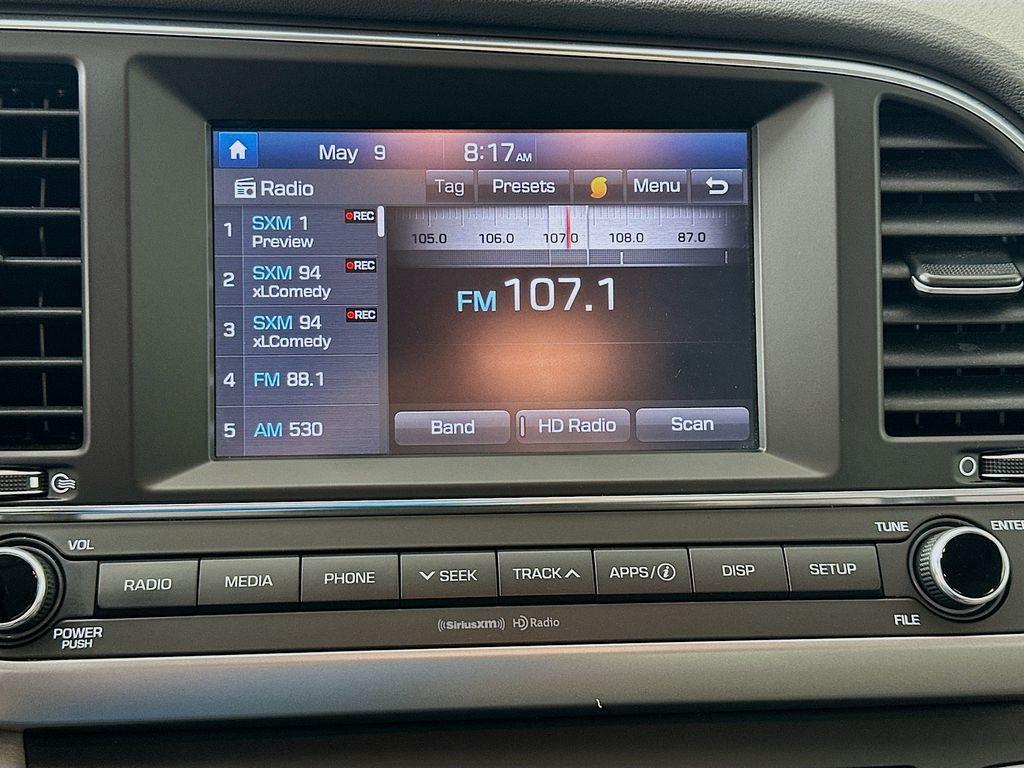 May 9 8:17 AM
Radio Tag Presets Menu
1 SXM 1 REC
Preview
2 SXM 94 REC
xLComedy
3 SXM 94 REC
xLComedy
4 FM 88.1
5 AM 530
105.0 106.0 107.0 108.0 87.0
FM 107.1
Band HD Radio Scan
VOL
TUNE
RADIO MEDIA PHONE SEEK TRACK APPS/i DISP SETUP
POWER
PUSH
FILE
((SiriusXM)) HD Radio